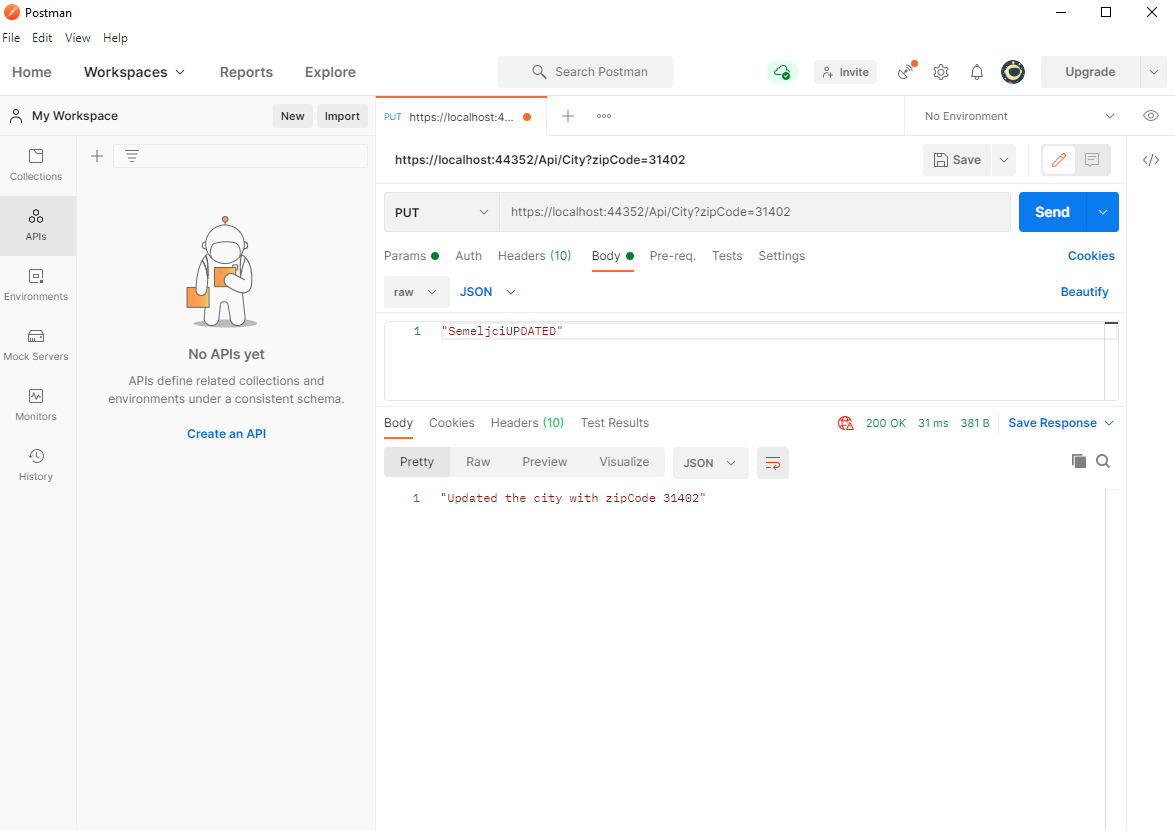 Postman
File Edit View Help
Home Workspaces Reports Explore Search Postman Invite Upgrade
My Workspace New Import PUT https://localhost:4... No Environment
Collections
APIs
Environments
Mock Servers
Monitors
History
No APIs yet
APIs define related collections and
environments under a consistent schema.
Create an API
https://localhost:44352/Api/City?zipCode=31402 Save
PUT https://localhost:44352/Api/City?zipCode=31402 Send
Params Auth Headers (10) Body Pre-req. Tests Settings Cookies
raw JSON Beautify
1 "SemeljciUPDATED"
Body Cookies Headers (10) Test Results 200 OK 31 ms 381 B Save Response
Pretty Raw Preview Visualize JSON
1 "Updated the city with zipCode 31402"